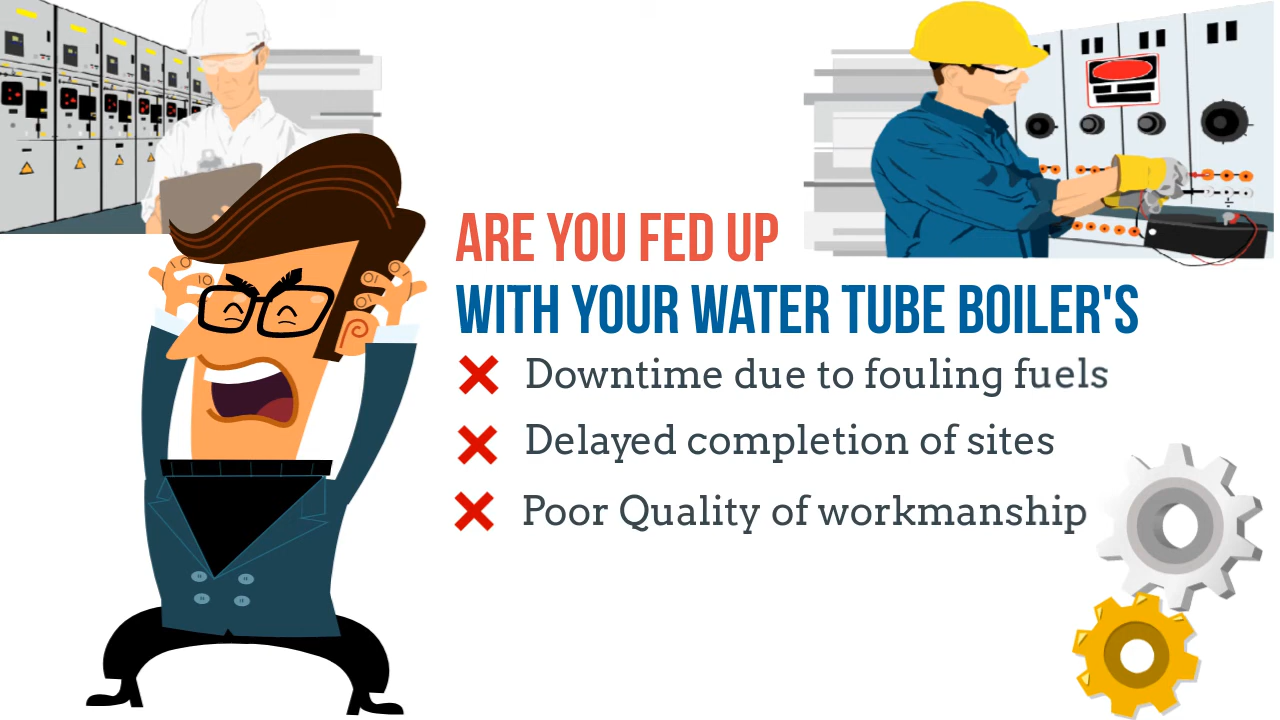 ARE YOU FED UP
WITH YOUR WATER TUBE BOILER'S
Downtime due to fouling fuels
Delayed completion of sites
Poor Quality of workmanship